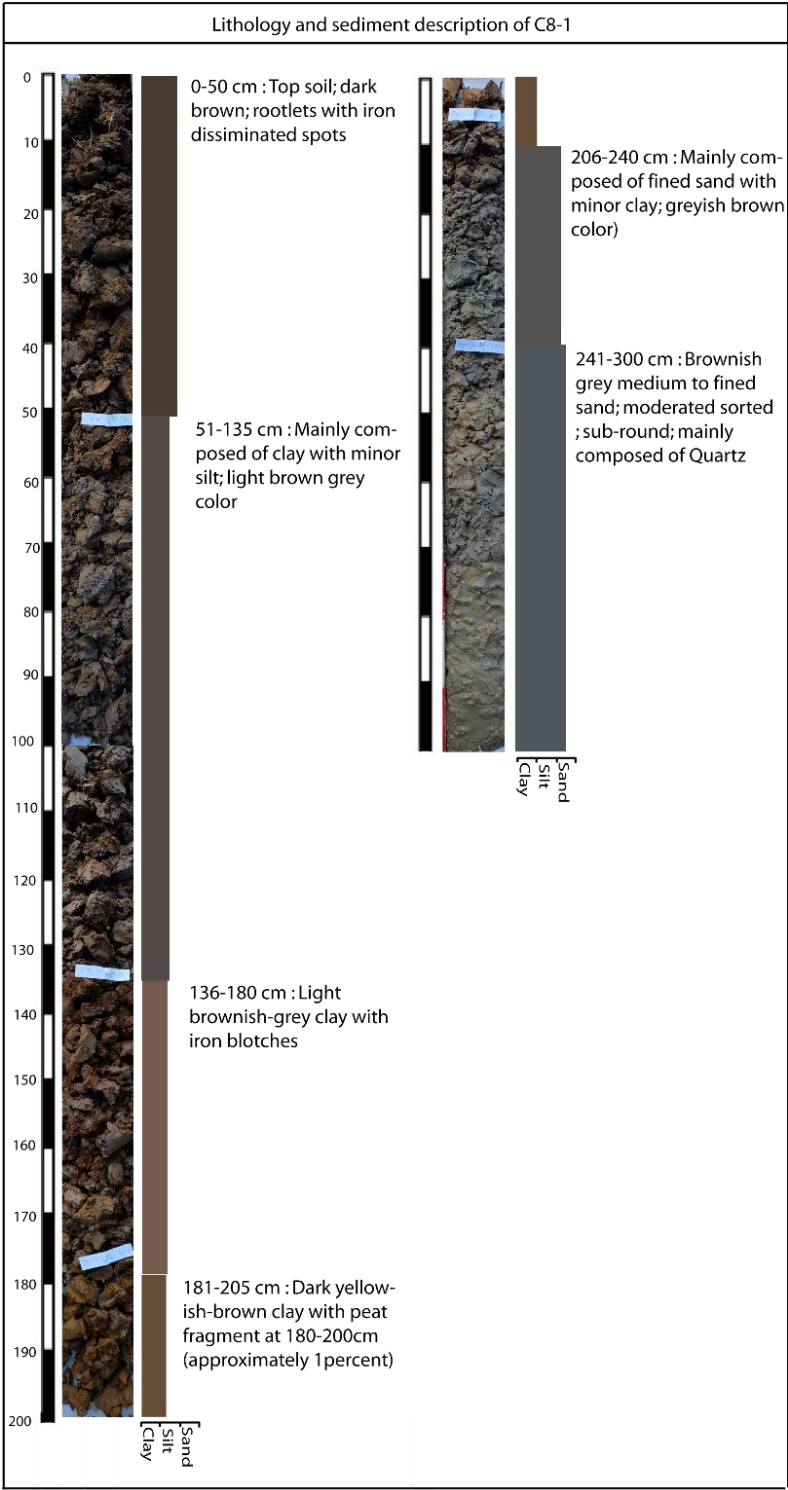 Lithology and sediment description of C8-1
0
10
20
30
40
50
60
70
80
90
100
110
120
130
140
150
160
170
180
190
200
0-50 cm : Top soil; dark
brown; rootlets with iron
dissiminated spots
51-135 cm : Mainly com-
posed of clay with minor
silt; light brown grey
color
136-180 cm : Light
brownish-grey clay with
iron blotches
181-205 cm : Dark yellow-
ish-brown clay with peat
fragment at 180-200cm
(approximately 1percent)
Clay
Silt
Sand
206-240 cm : Mainly com-
posed of fined sand with
minor clay; greyish brown
color)
241-300 cm : Brownish
grey medium to fined
sand; moderated sorted
; sub-round; mainly
composed of Quartz
Clay
Silt
Sand